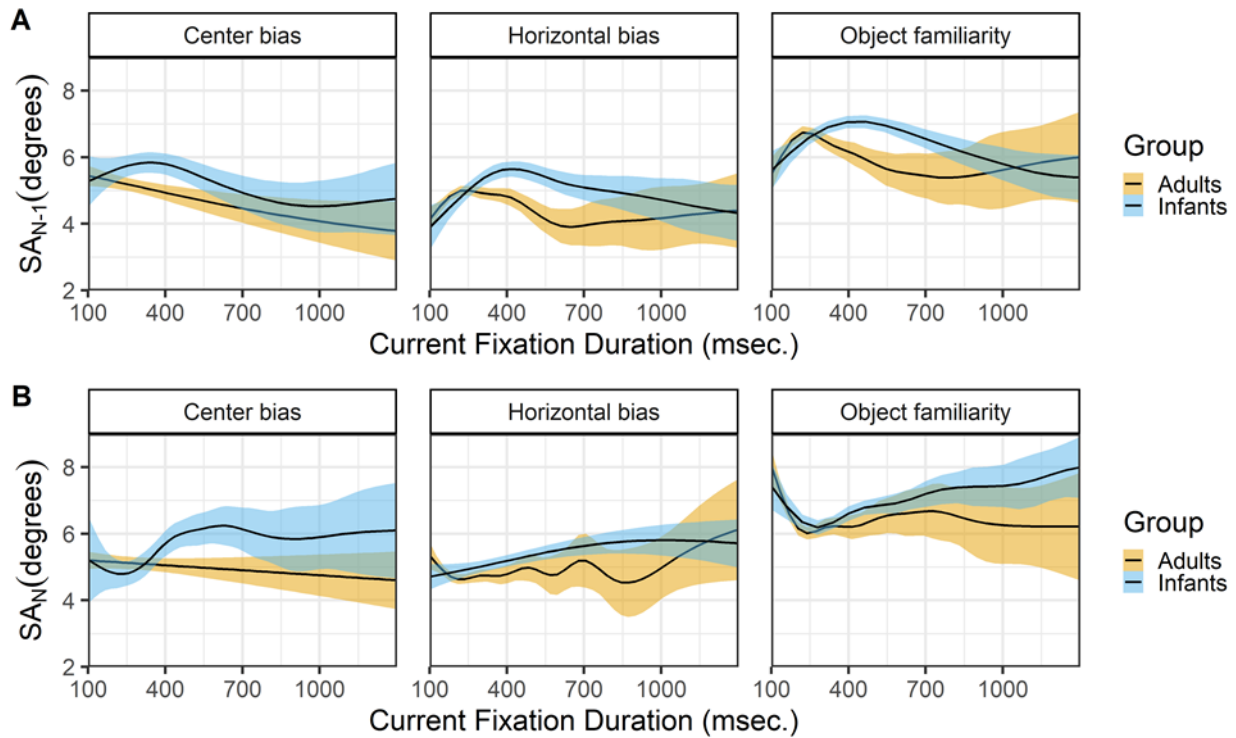 A
Center bias
Horizontal bias
Object familiarity
SAN-1(degrees)
8
6
4
2
100 400 700 1000
100 400 700 1000
100 400 700 1000
Current Fixation Duration (msec.)
Group
Adults
Infants
B
Center bias
Horizontal bias
Object familiarity
SAN(degrees)
8
6
4
2
100 400 700 1000
100 400 700 1000
100 400 700 1000
Current Fixation Duration (msec.)
Group
Adults
Infants